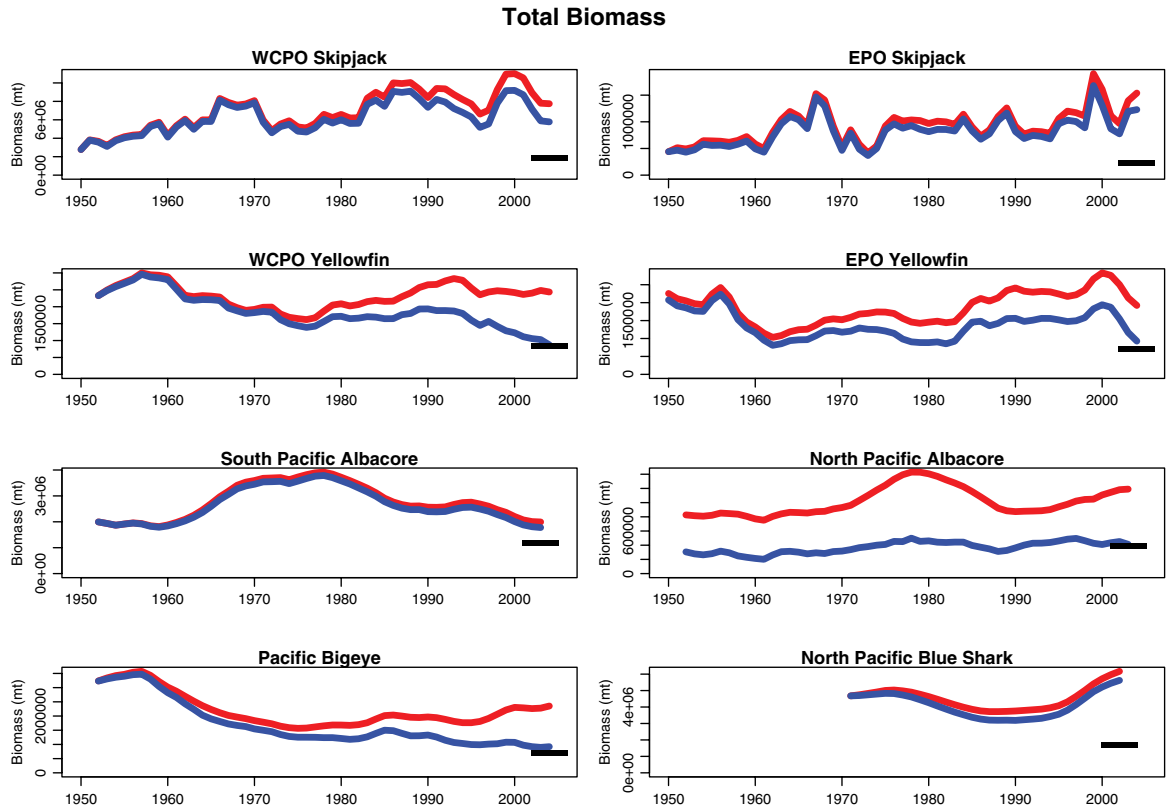 Total Biomass
WCPO Skipjack
Biomass (mt)
0e+00 6e+06
1950 1960 1970 1980 1990 2000
EPO Skipjack
Biomass (mt)
0 1000000 2000000
1950 1960 1970 1980 1990 2000
WCPO Yellowfin
Biomass (mt)
0 1500000 3000000
1950 1960 1970 1980 1990 2000
EPO Yellowfin
Biomass (mt)
0 1500000 3000000
1950 1960 1970 1980 1990 2000
South Pacific Albacore
Biomass (mt)
0e+00 3e+06
1950 1960 1970 1980 1990 2000
North Pacific Albacore
Biomass (mt)
0 600000
1950 1960 1970 1980 1990 2000
Pacific Bigeye
Biomass (mt)
0 2000000
1950 1960 1970 1980 1990 2000
North Pacific Blue Shark
Biomass (mt)
0e+00 4e+06
1950 1960 1970 1980 1990 2000